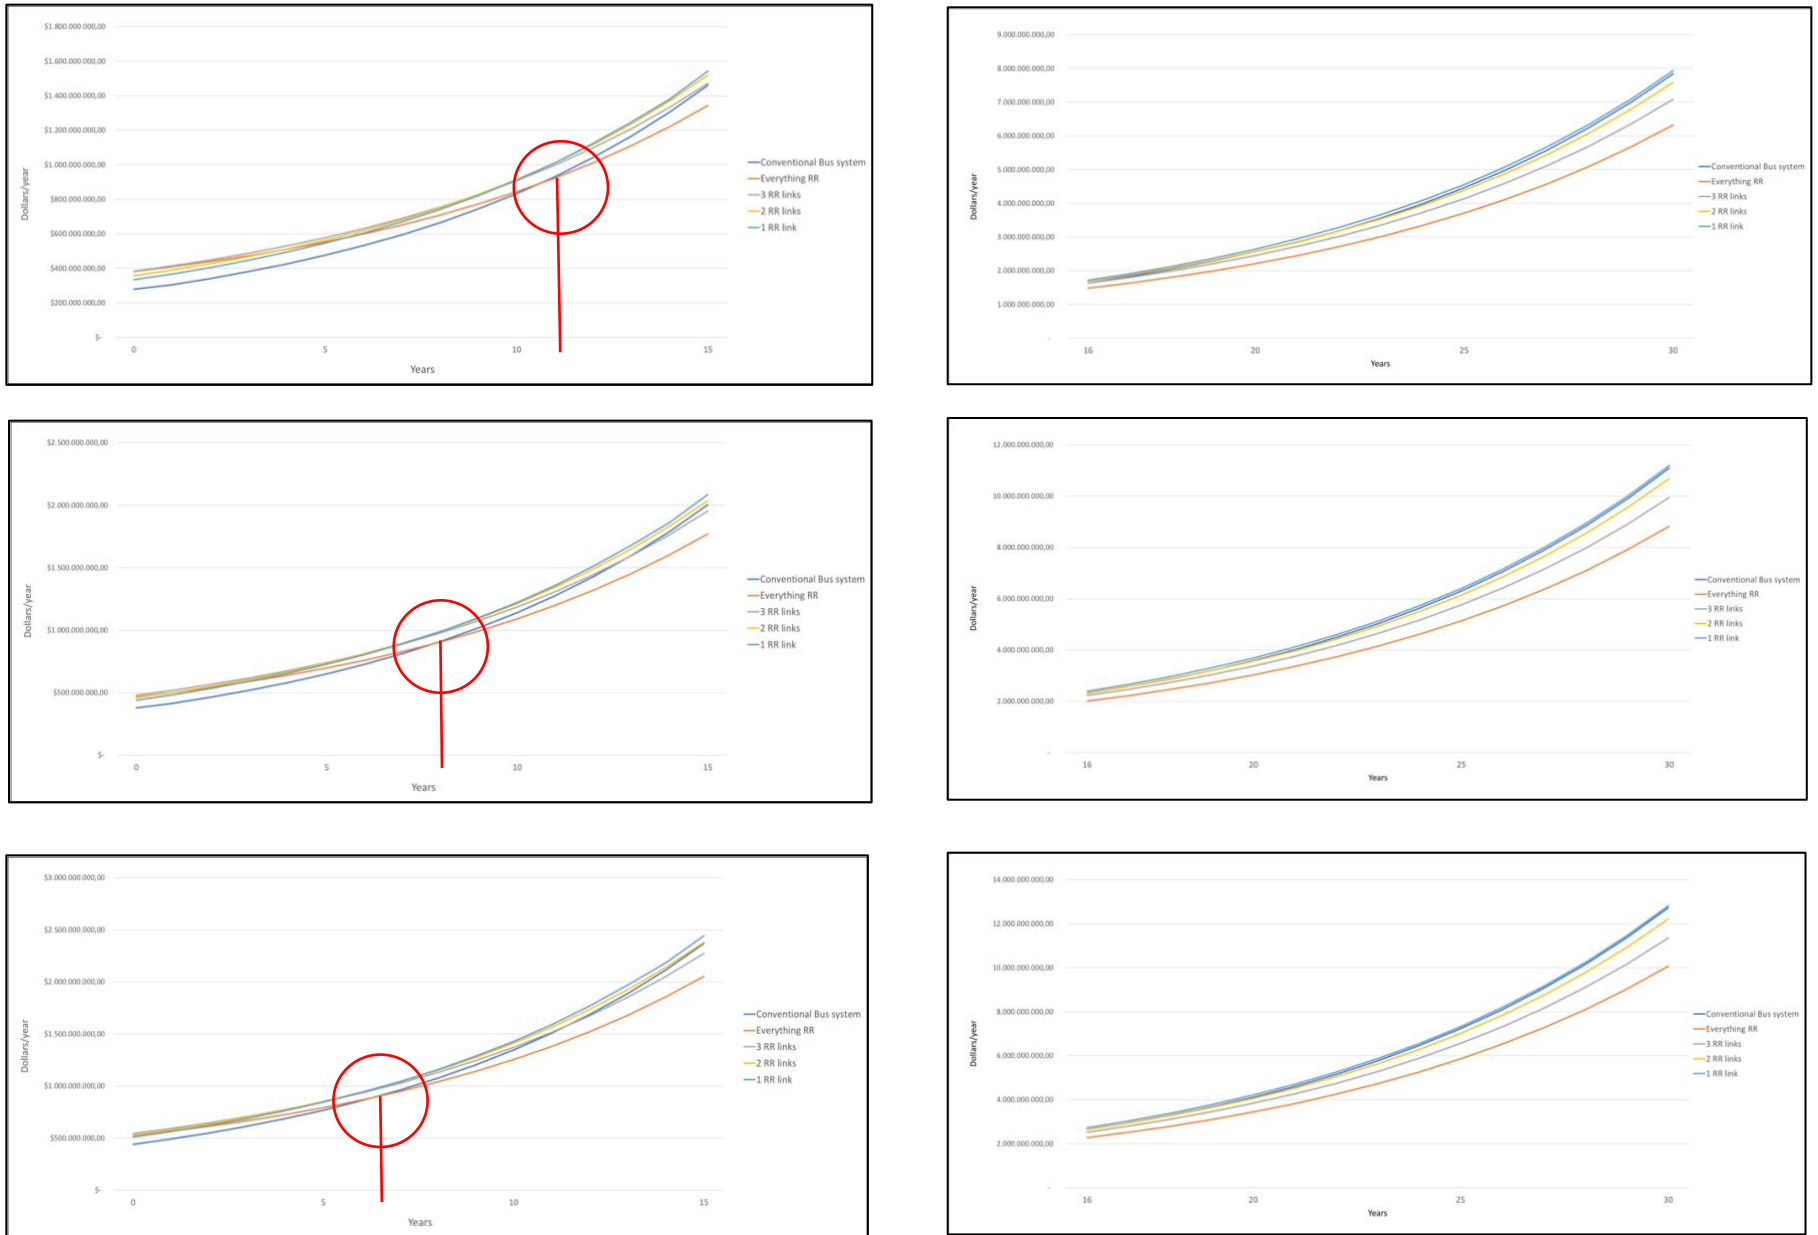 $1.800.000.000,00
$1.600.000.000,00
$1.400.000.000,00
$1.200.000.000,00
$1.000.000.000,00
$800.000.000,00
$600.000.000,00
$400.000.000,00
$200.000.000,00
$-
Dollars/year
0 5 10 15
Years
Conventional Bus system
Everything RR
3 RR links
2 RR links
1 RR link
9.000.000.000,00
8.000.000.000,00
7.000.000.000,00
6.000.000.000,00
5.000.000.000,00
4.000.000.000,00
3.000.000.000,00
2.000.000.000,00
1.000.000.000,00
-
Dollars/year
16 20 25 30
Years
Conventional Bus system
Everything RR
3 RR links
2 RR links
1 RR link
$2.500.000.000,00
$2.000.000.000,00
$1.500.000.000,00
$1.000.000.000,00
$500.000.000,00
$-
Dollars/year
0 5 10 15
Years
Conventional Bus system
Everything RR
3 RR links
2 RR links
1 RR link
12.000.000.000,00
10.000.000.000,00
8.000.000.000,00
6.000.000.000,00
4.000.000.000,00
2.000.000.000,00
-
Dollars/year
16 20 25 30
Years
Conventional Bus system
Everything RR
3 RR links
2 RR links
1 RR link
$3.000.000.000,00
$2.500.000.000,00
$2.000.000.000,00
$1.500.000.000,00
$1.000.000.000,00
$500.000.000,00
$-
Dollars/year
0 5 10 15
Years
Conventional Bus system
Everything RR
3 RR links
2 RR links
1 RR link
14.000.000.000,00
12.000.000.000,00
10.000.000.000,00
8.000.000.000,00
6.000.000.000,00
4.000.000.000,00
2.000.000.000,00
-
Dollars/year
16 20 25 30
Years
Conventional Bus system
Everything RR
3 RR links
2 RR links
1 RR link